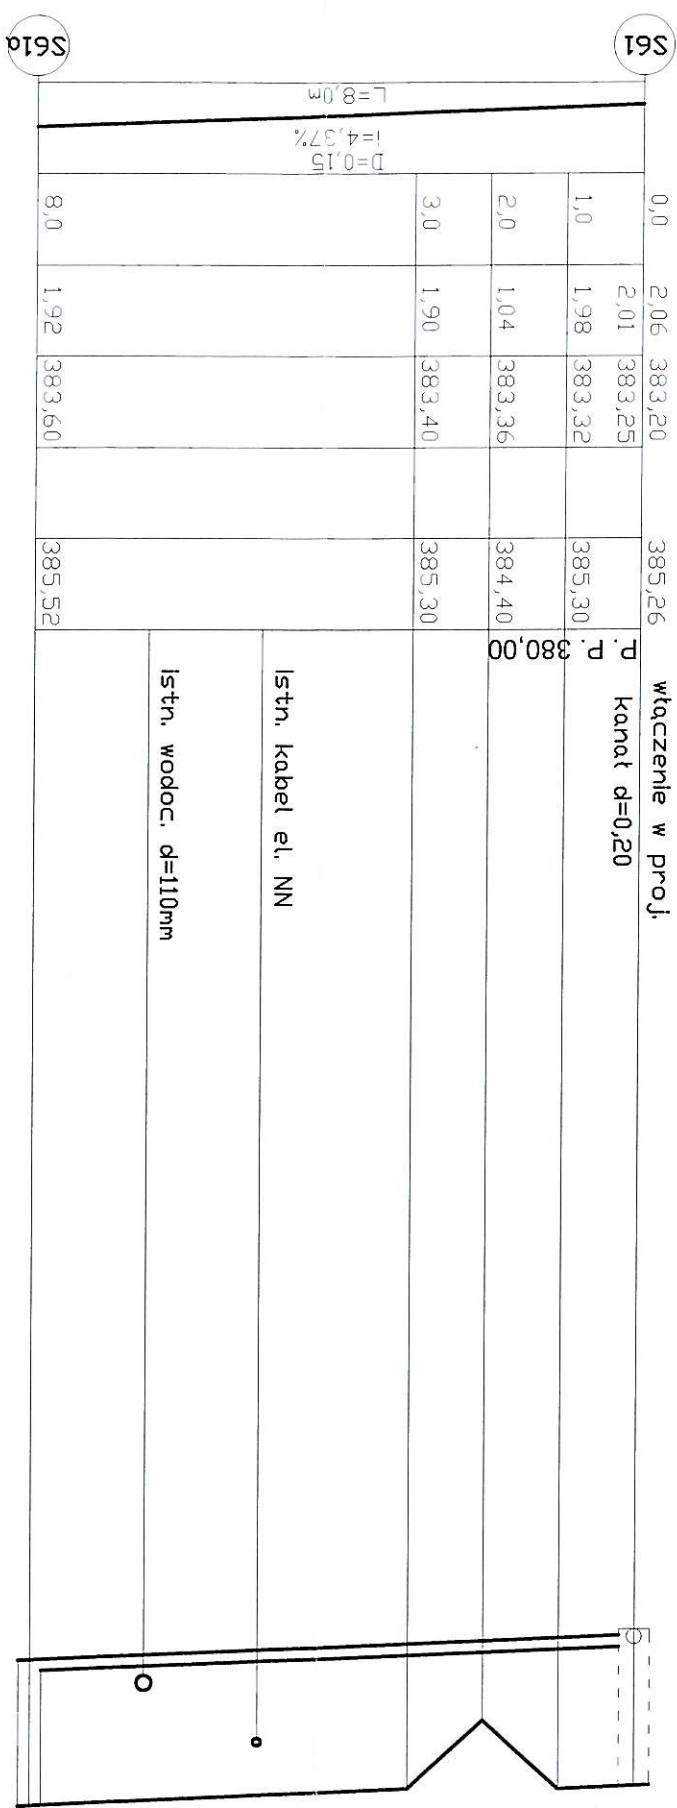 włączenie w proj.
kanał d=0,20
istn. kabel el. NN
istn. wodoc. d=110mm
P. P. 380,00
385,26
385,30
384,40
385,30
385,52
383,20
383,25
383,32
383,36
383,40
383,60
2,06
2,01
1,98
1,04
1,90
1,92
0,0
1,0
2,0
3,0
8,0
D=0,15
i=4,37%
L=8,0m
S61
S61a